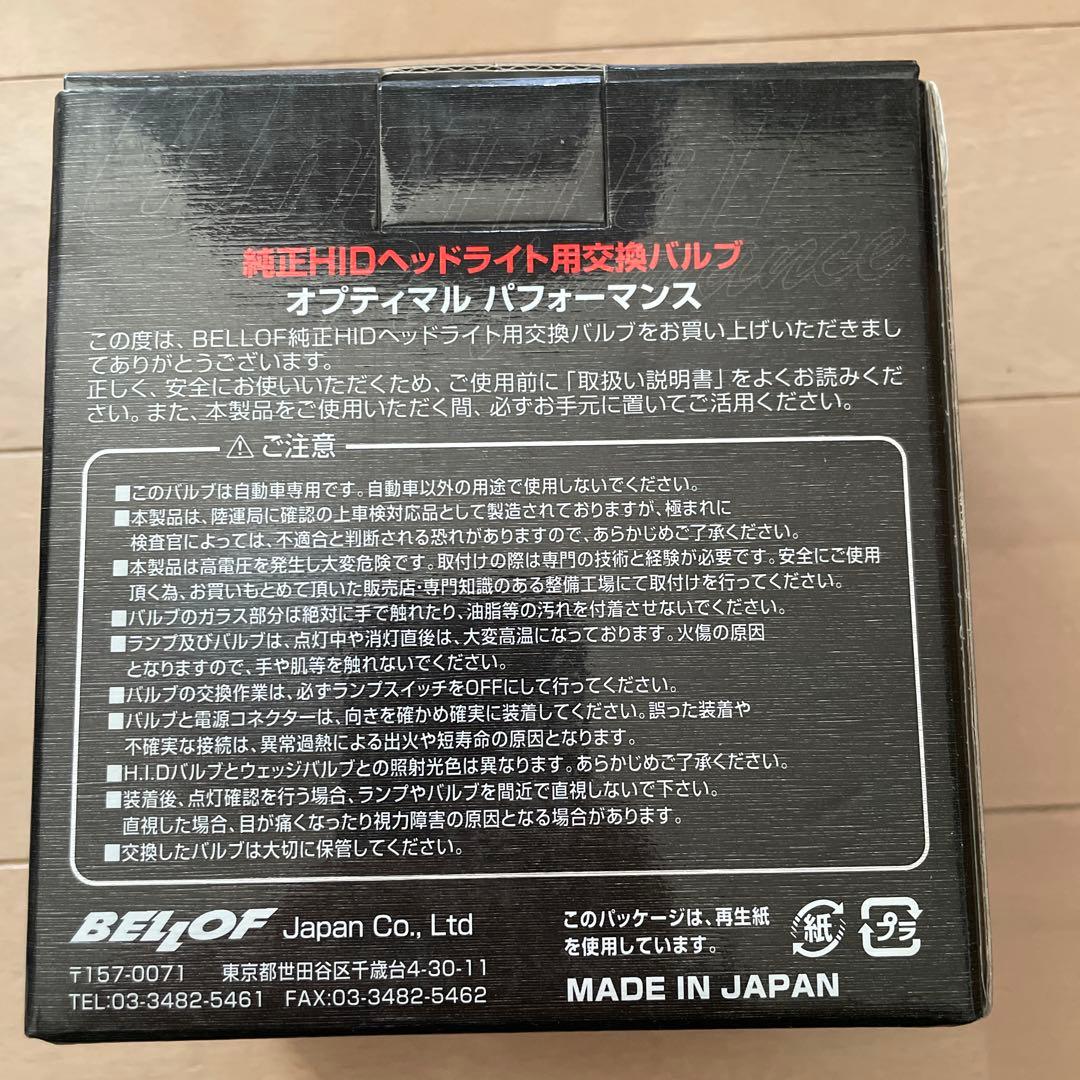 純正HIDヘッドライト用交換バルブ
オプティマル パフォーマンス
この度は、BELLOF純正HIDヘッドライト用交換バルブをお買い上げいただきまし
てありがとうございます。
正しく、安全にお使いいただくため、ご使用前に「取扱い説明書」をよくお読みくだ
さい。また、本製品をご使用いただく間、必ずお手元に置いてご活用ください。
⚠ ご注意
■このバルブは自動車専用です。自動車以外の用途で使用しないでください。
■本製品は、陸運局に確認の上車検対応品として製造されておりますが、極まれに
検査官によっては、不適合と判断される恐れがありますので、あらかじめご了承ください。
■本製品は高電圧を発生し大変危険です。取付けの際は専門の技術と経験が必要です。安全にご使用
頂く為、お買いもとめて頂いた販売店・専門知識のある整備工場にて取付けを行ってください。
■バルブのガラス部分は絶対に手で触れたり、油脂等の汚れを付着させないでください。
■ランプ及びバルブは、点灯中や消灯直後は、大変高温になっております。火傷の原因
となりますので、手や肌等を触れないでください。
■バルブの交換作業は、必ずランプスイッチをOFFにして行ってください。
■バルブと電源コネクターは、向きを確かめ確実に装着してください。誤った装着や
不確実な接続は、異常過熱による出火や短寿命の原因となります。
■H.I.Dバルブとウェッジバルブとの照射光色は異なります。あらかじめご了承ください。
■装着後、点灯確認を行う場合、ランプやバルブを間近で直視しないで下さい。
直視した場合、目が痛くなったり視力障害の原因となる場合があります。
■交換したバルブは大切に保管してください。
BELLOF Japan Co., Ltd
〒157-0071 東京都世田谷区千歳台4-30-11
TEL:03-3482-5461 FAX:03-3482-5462
このパッケージは、再生紙
を使用しています。
紙 プラ
MADE IN JAPAN